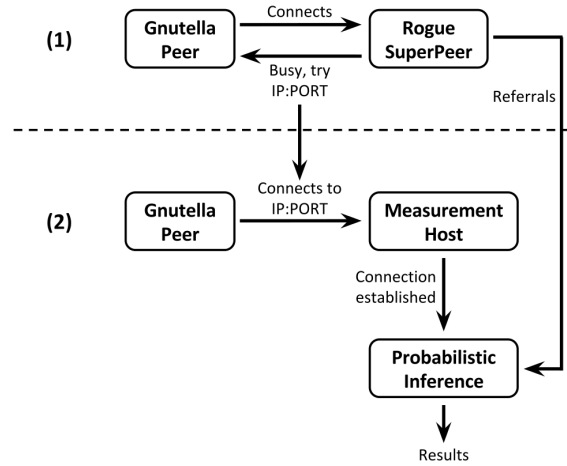 Connects
(1)
Gnutella
Peer
Rogue
SuperPeer
Busy, try
IP:PORT
Referrals
Connects to
IP:PORT
(2)
Gnutella
Peer
Measurement
Host
Connection
established
Probabilistic
Inference
Results